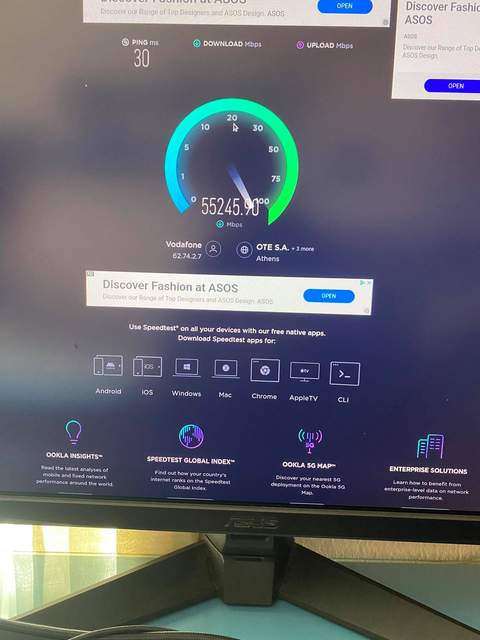 Discover Fashion at ASOS
Discover our Range of Top Designers and ASOS Design. ASOS
OPEN
ASOS
ASOS
Discover our Range of Top
ASOS Design.
OPEN
PING ms
DOWNLOAD Mbps
UPLOAD Mbps
30
0
1
5
10
20
30
50
75
100
55245.90
Mbps
Vodafone
62.74.2.7
OTE S.A. + 3 more
Athens
Discover Fashion at ASOS
Discover our Range of Top Designers and ASOS Design. ASOS
OPEN
Use Speedtest® on all your devices with our free native apps.
Download Speedtest apps for:
iOS
tv
Android
iOS
Windows
Mac
Chrome
AppleTV
CLI
5G
OOKLA INSIGHTS™
Read the latest analyses of
mobile and fixed network
performance around the world.
SPEEDTEST GLOBAL INDEX™
Find out how your country's
internet ranks on the Speedtest
Global Index.
OOKLA 5G MAP™
Discover your nearest 5G
deployment on the Ookla 5G
Map.
ENTERPRISE SOLUTIONS
Learn how to benefit from
enterprise-level data on network
performance.
ASUS